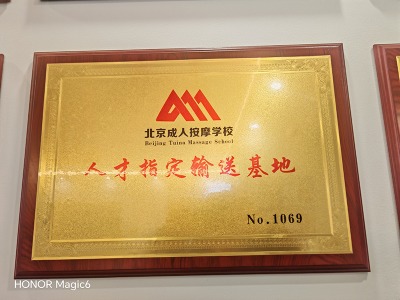 北京成人按摩学校
Beijing Tuina Massage School
人才指定输送基地
No.1069
HONOR Magic6